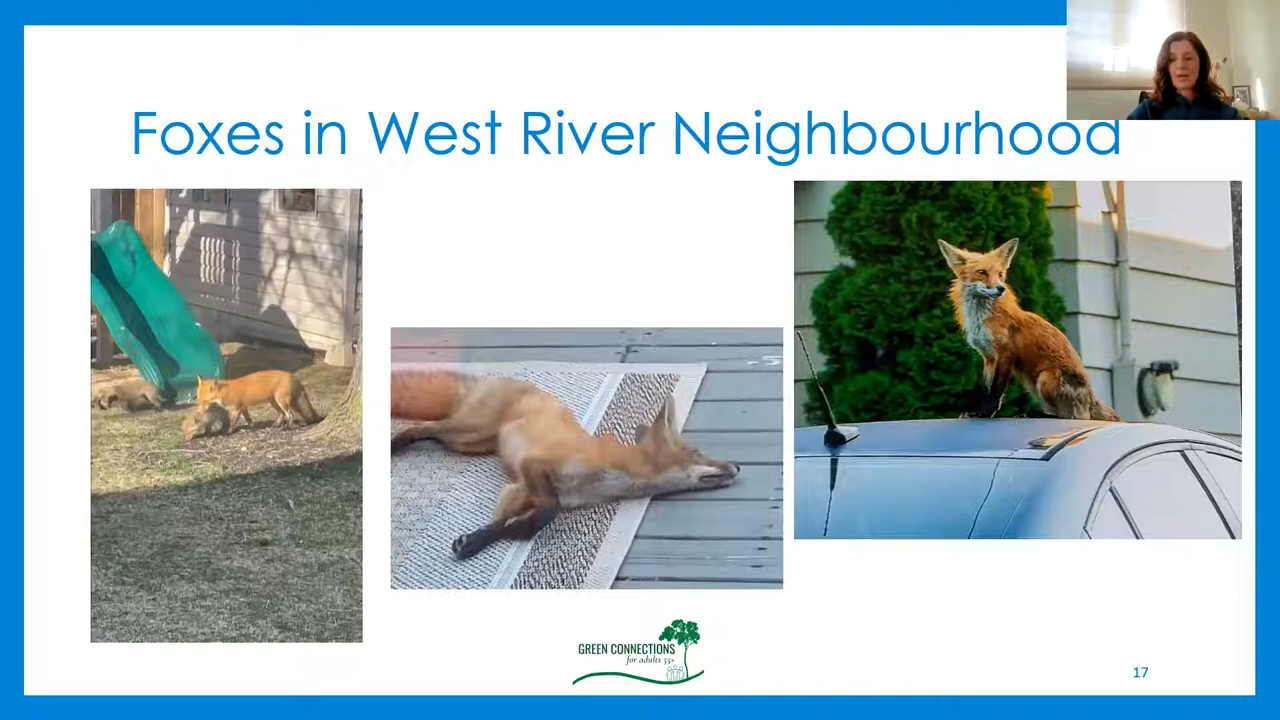 Foxes in West River Neighbourhood
GREEN CONNECTIONS
for adults 55+
17